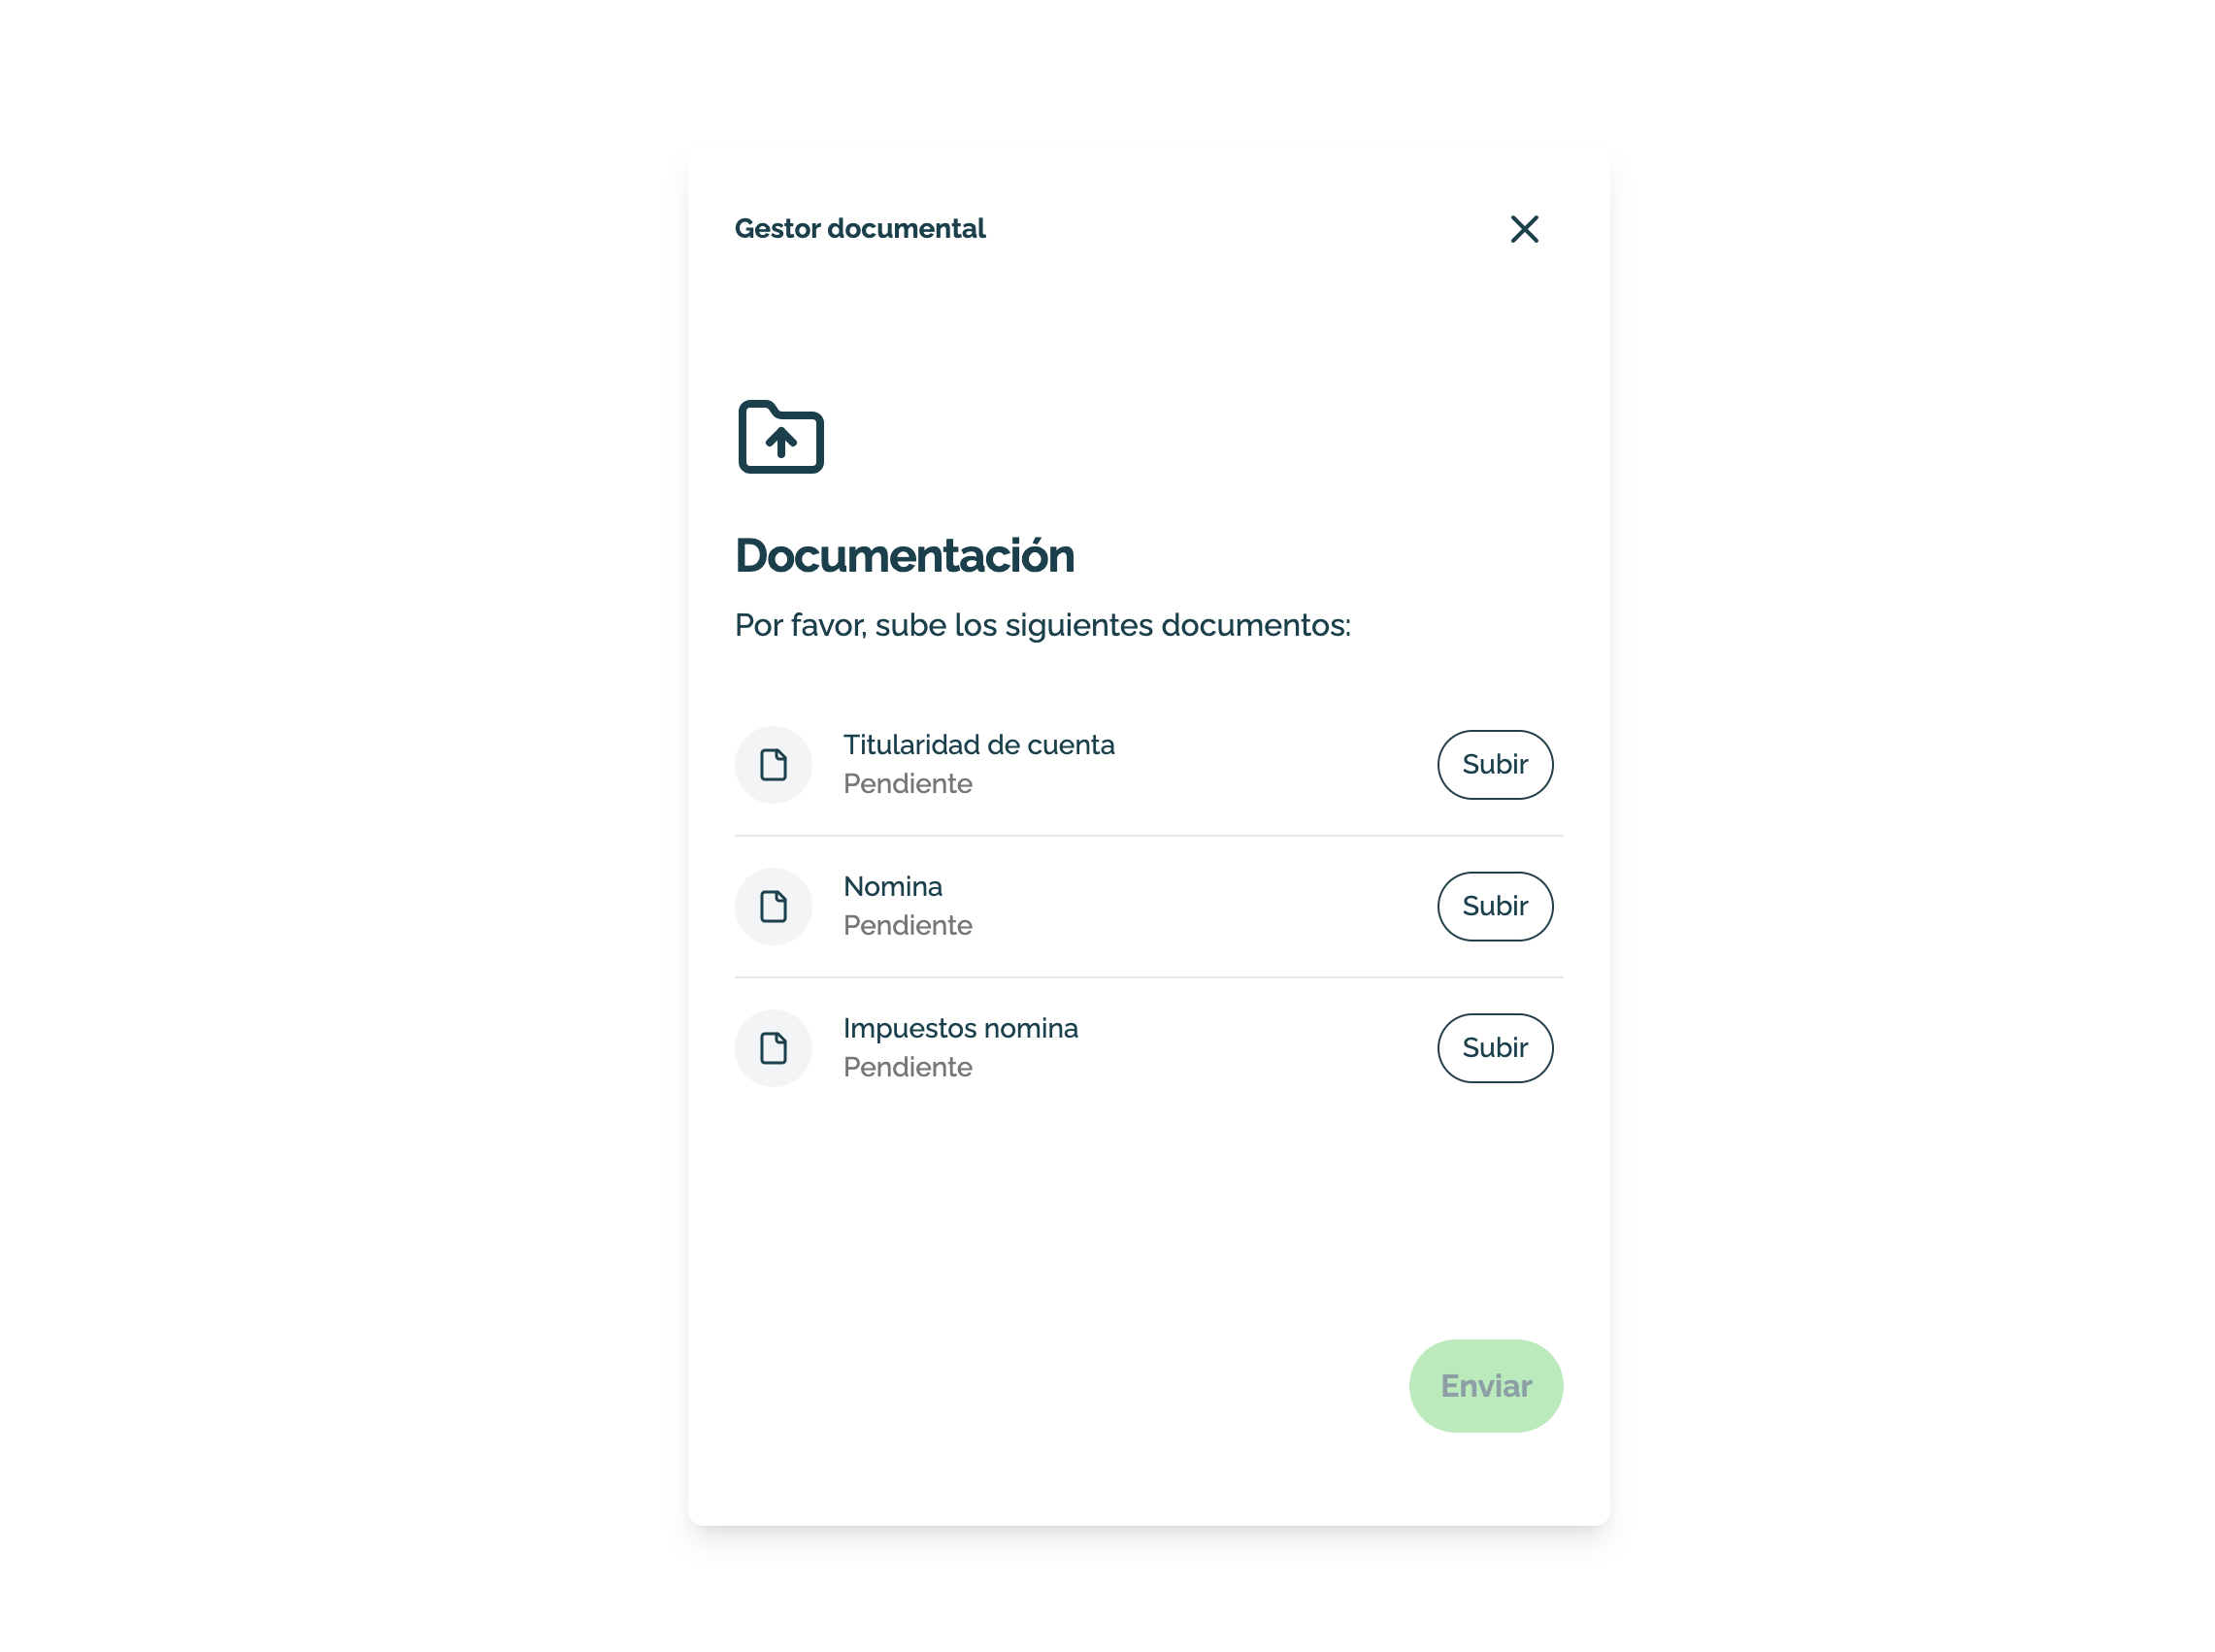 Gestor documental
Documentación
Por favor, sube los siguientes documentos:
Titularidad de cuenta
Pendiente
Subir
Nomina
Pendiente
Subir
Impuestos nomina
Pendiente
Subir
Enviar